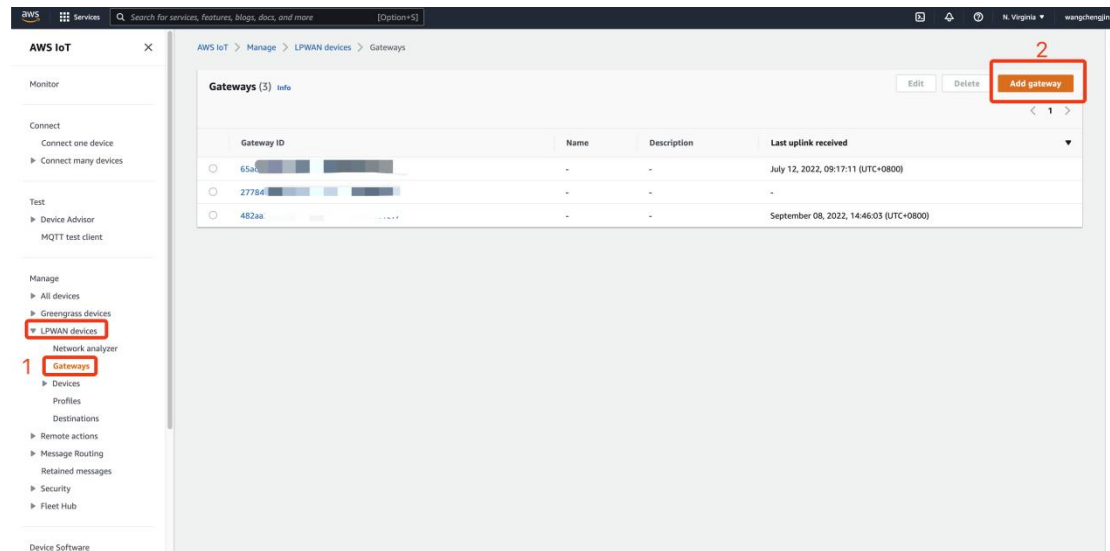 aws Services Search for services, features, blogs, docs, and more [Option+S] N. Virginia wangchengjin
AWS IoT
AWS IoT > Manage > LPWAN devices > Gateways
2
Monitor
Gateways (3) Info
Edit Delete Add gateway
< 1 >
Connect
Connect one device
Connect many devices
Gateway ID Name Description Last uplink received
65a - - July 12, 2022, 09:17:11 (UTC+0800)
27784 - - -
482aa - - September 08, 2022, 14:46:03 (UTC+0800)
Test
Device Advisor
MQTT test client
Manage
All devices
Greengrass devices
LPWAN devices
Network analyzer
1
Gateways
Devices
Profiles
Destinations
Remote actions
Message Routing
Retained messages
Security
Fleet Hub
Device Software